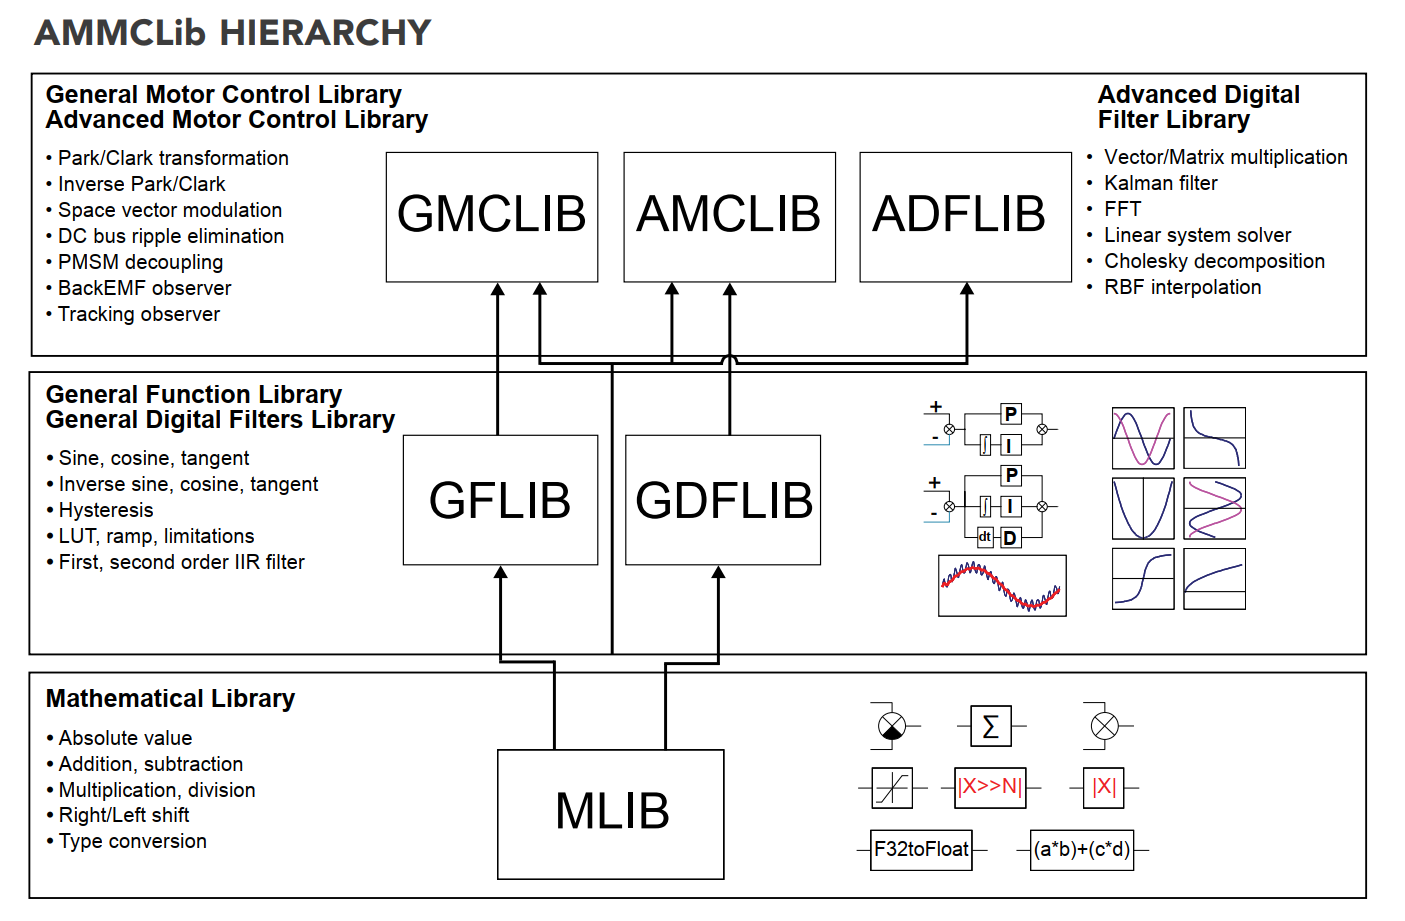 AMMCLib HIERARCHY
General Motor Control Library
Advanced Motor Control Library
• Park/Clark transformation
• Inverse Park/Clark
• Space vector modulation
• DC bus ripple elimination
• PMSM decoupling
• BackEMF observer
• Tracking observer
GMCLIB
AMCLIB
ADFLIB
Advanced Digital
Filter Library
• Vector/Matrix multiplication
• Kalman filter
• FFT
• Linear system solver
• Cholesky decomposition
• RBF interpolation
General Function Library
General Digital Filters Library
• Sine, cosine, tangent
• Inverse sine, cosine, tangent
• Hysteresis
• LUT, ramp, limitations
• First, second order IIR filter
GFLIB
GDFLIB
+
-
P
∫ I
+
-
P
∫ I
dt D
Mathematical Library
• Absolute value
• Addition, subtraction
• Multiplication, division
• Right/Left shift
• Type conversion
MLIB
Σ
|X>>N|
|X|
F32toFloat
(a*b)+(c*d)